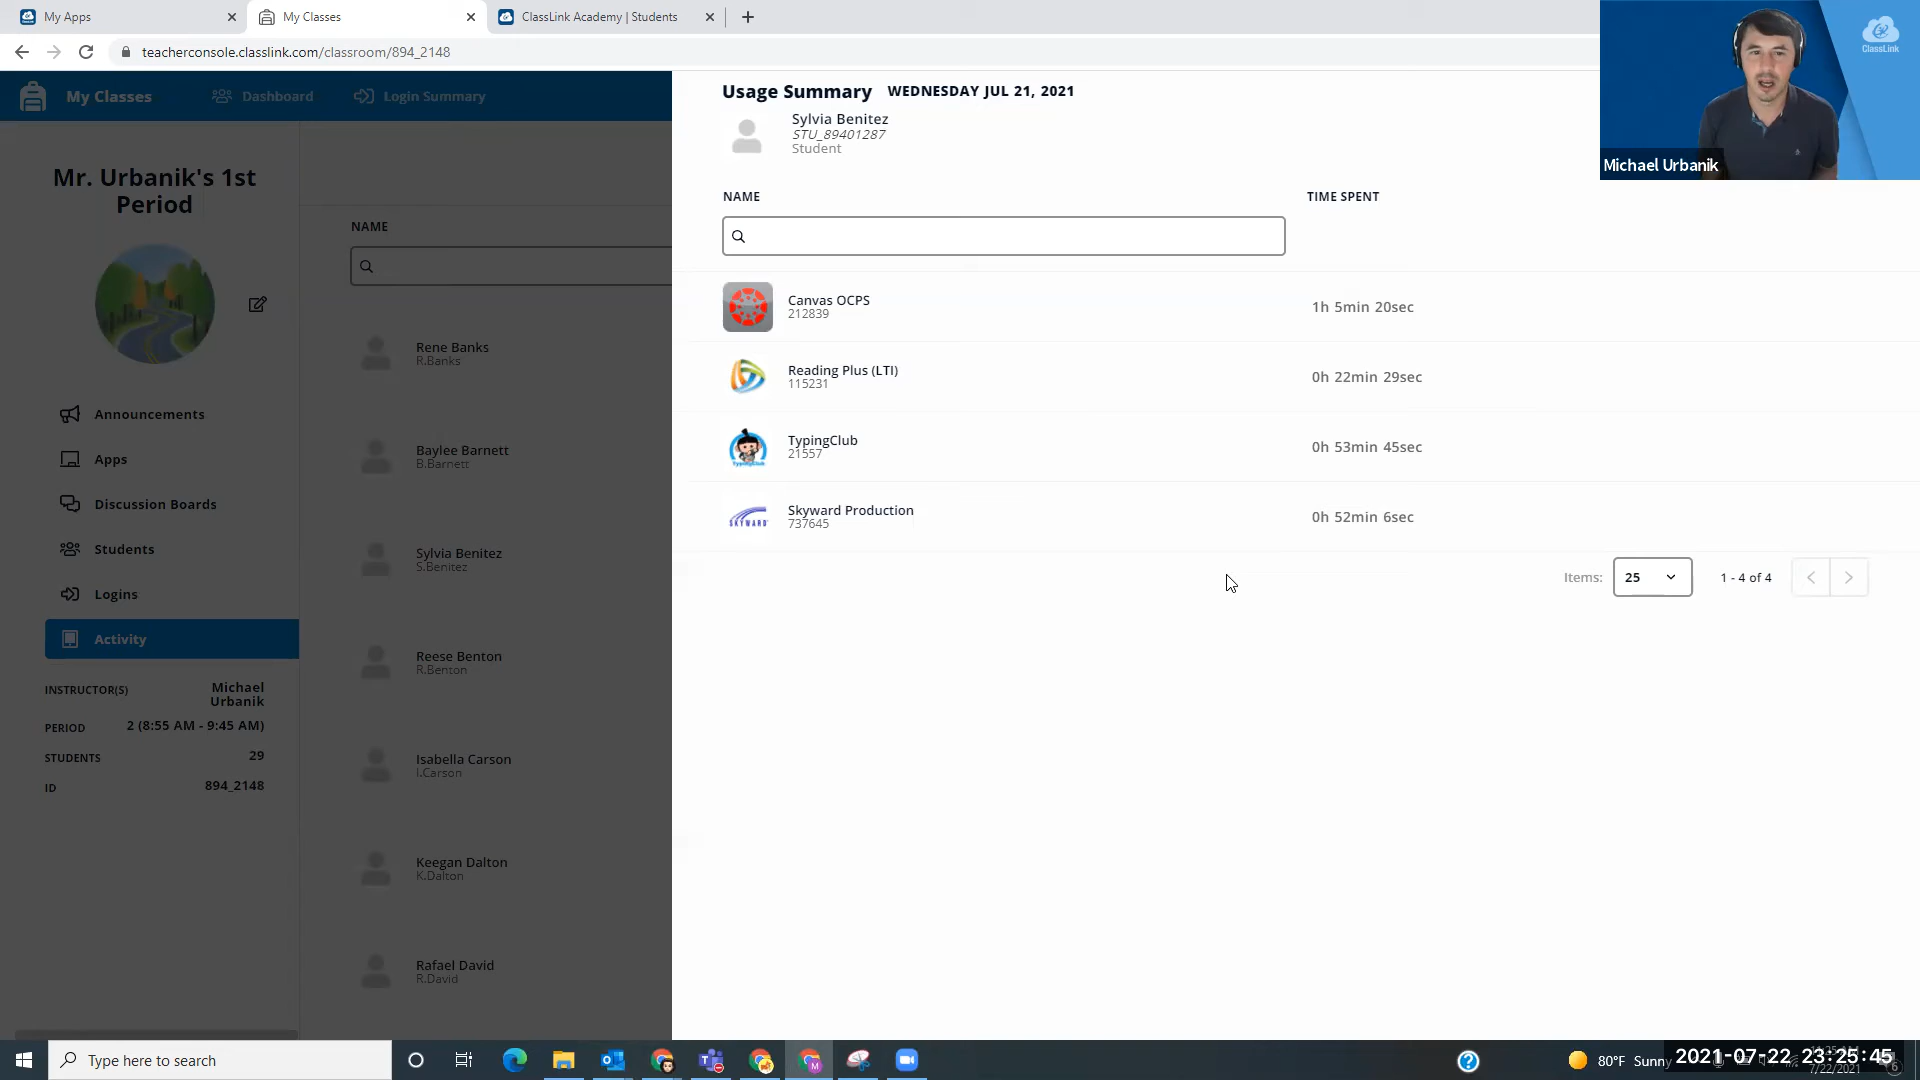 My Apps
My Classes
ClassLink Academy | Students
teacherconsole.classlink.com/classroom/894_2148
ClassLink
Michael Urbanik
My Classes
Dashboard
Login Summary
Usage Summary WEDNESDAY JUL 21, 2021
Sylvia Benitez
STU_89401287
Student
Mr. Urbanik's 1st
Period
NAME
NAME TIME SPENT
Rene Banks
R.Banks
Baylee Barnett
B.Barnett
Sylvia Benitez
S.Benitez
Reese Benton
R.Benton
Isabella Carson
I.Carson
Keegan Dalton
K.Dalton
Rafael David
R.David
Announcements
Apps
Discussion Boards
Students
Logins
Activity
INSTRUCTOR(S) Michael
Urbanik
PERIOD 2 (8:55 AM - 9:45 AM)
STUDENTS 29
ID 894_2148
Canvas OCPS
212839
1h 5min 20sec
Reading Plus (LTI)
115231
0h 22min 29sec
TypingClub
TypingClub
21557
0h 53min 45sec
SKYWARD
Skyward Production
737645
0h 52min 6sec
Items: 25 1 - 4 of 4
Type here to search
80°F Sunny
2021-07-22 23:25:45
7/22/2021
6